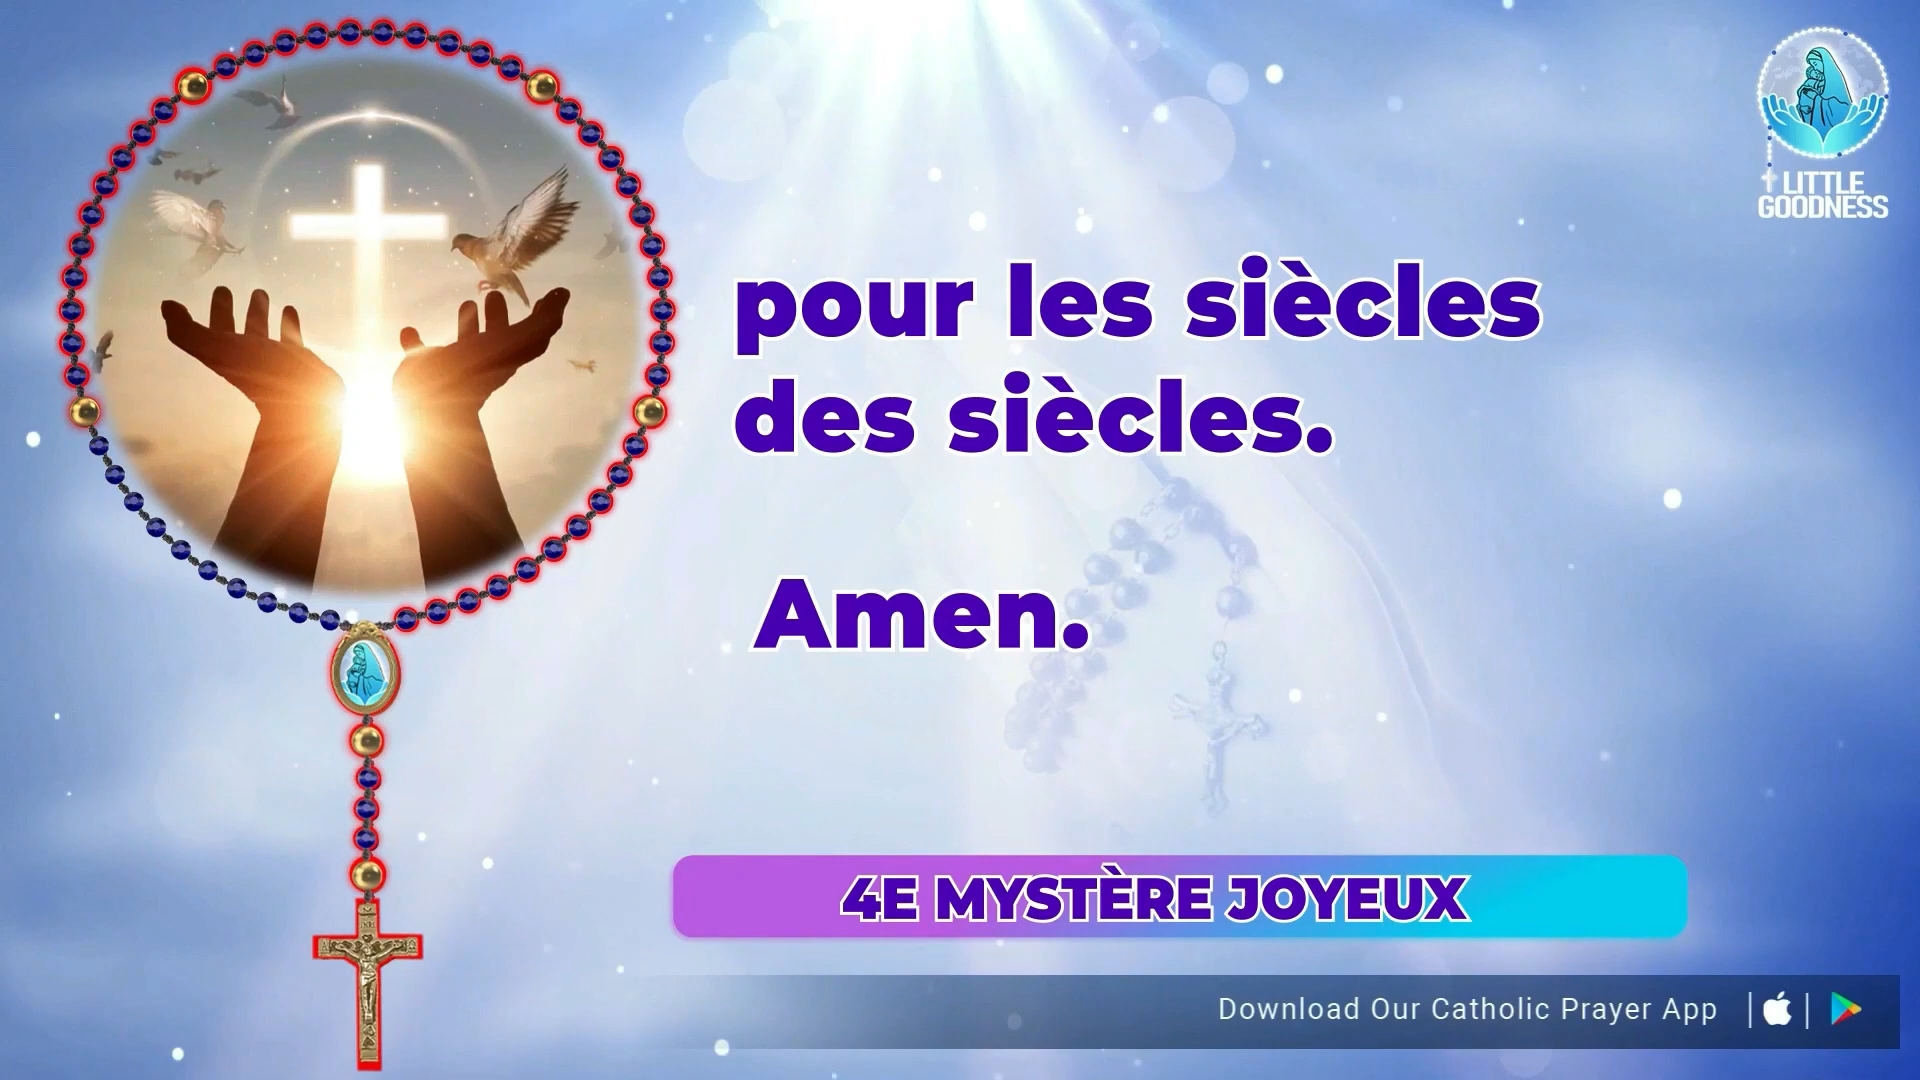 LITTLE
GOODNESS
pour les siècles
des siècles.
Amen.
4E MYSTÈRE JOYEUX
Download Our Catholic Prayer App